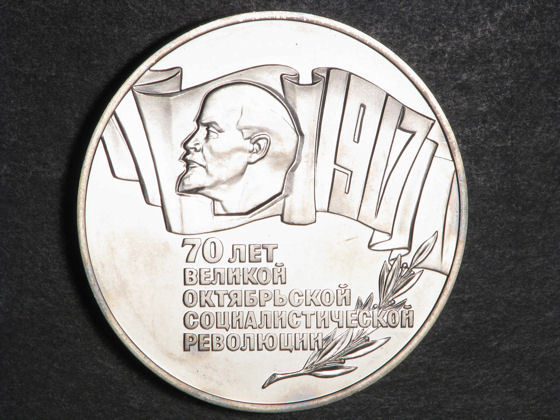 1917
70 ЛЕТ
ВЕЛИКОЙ
ОКТЯБРЬСКОЙ
СОЦИАЛИСТИЧЕСКОЙ
РЕВОЛЮЦИИ